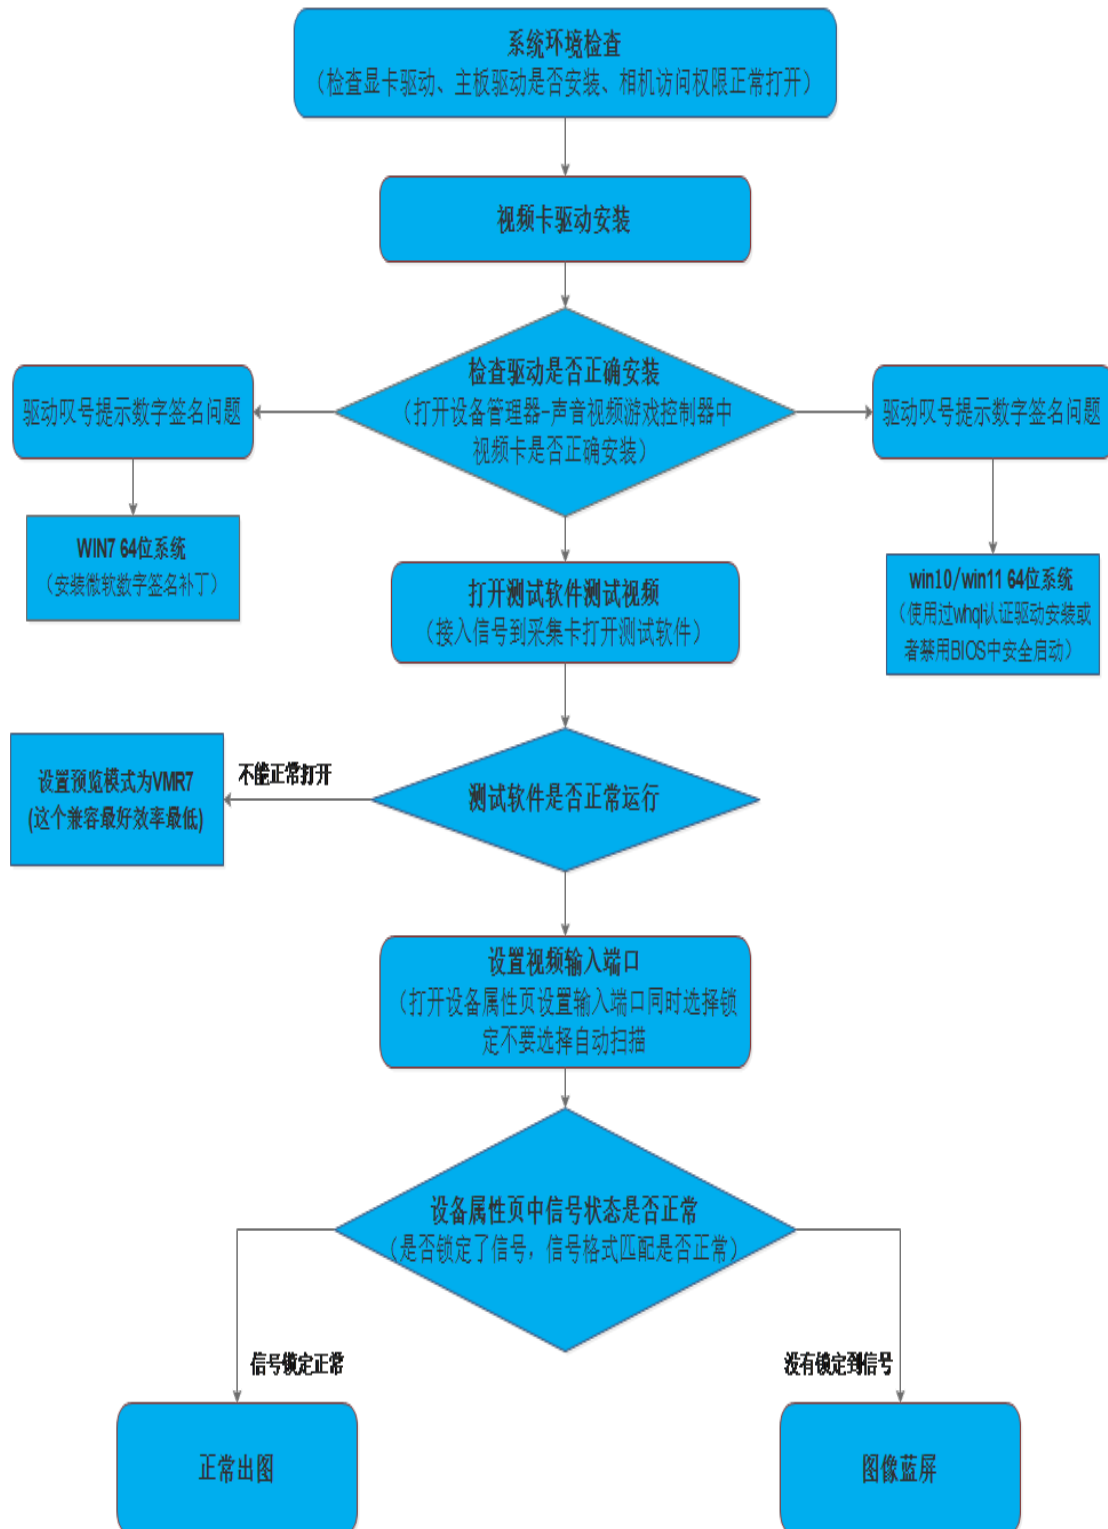 系统环境检查
（检查显卡驱动、主板驱动是否安装、相机访问权限正常打开）
视频卡驱动安装
检查驱动是否正确安装
（打开设备管理器-声音视频游戏控制器中
视频卡是否正确安装）
驱动叹号提示数字签名问题
驱动叹号提示数字签名问题
WIN7 64位系统
（安装微软数字签名补丁）
win10/win11 64位系统
（使用过whql认证驱动安装或
者禁用BIOS中安全启动）
打开测试软件测试视频
（接入信号到采集卡打开测试软件）
测试软件是否正常运行
不能正常打开
设置预览模式为VMR7
(这个兼容最好效率最低)
设置视频输入端口
（打开设备属性页设置输入端口同时选择锁
定不要选择自动扫描
设备属性页中信号状态是否正常
（是否锁定了信号，信号格式匹配是否正常）
信号锁定正常
没有锁定到信号
正常出图
图像蓝屏